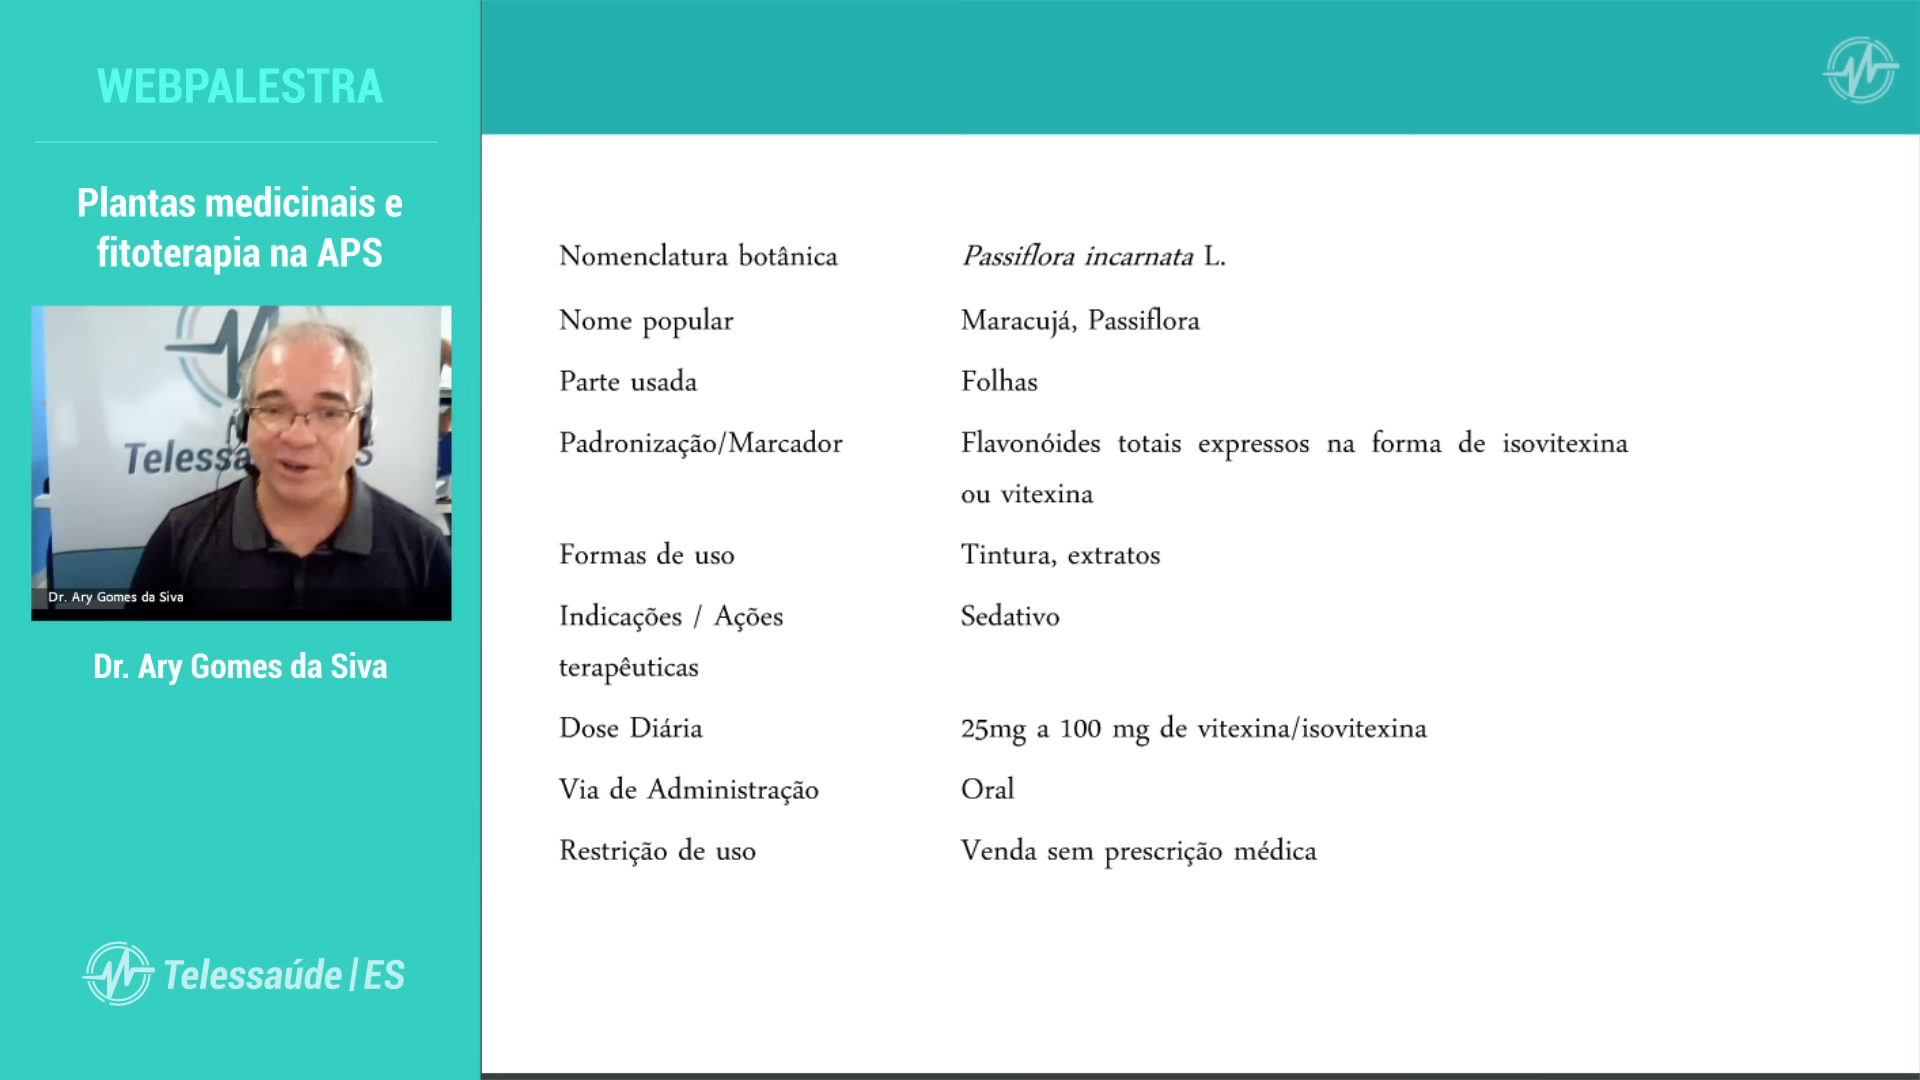 WEBPALESTRA
Plantas medicinais e
fitoterapia na APS
Telessa
S
Dr. Ary Gomes da Siva
Dr. Ary Gomes da Siva
Telessaúde|ES
Nomenclatura botânica Passiflora incarnata L.
Nome popular Maracujá, Passiflora
Parte usada Folhas
Padronização/Marcador Flavonóides totais expressos na forma de isovitexina
ou vitexina
Formas de uso Tintura, extratos
Indicações / Ações Sedativo
terapêuticas
Dose Diária 25mg a 100 mg de vitexina/isovitexina
Via de Administração Oral
Restrição de uso Venda sem prescrição médica